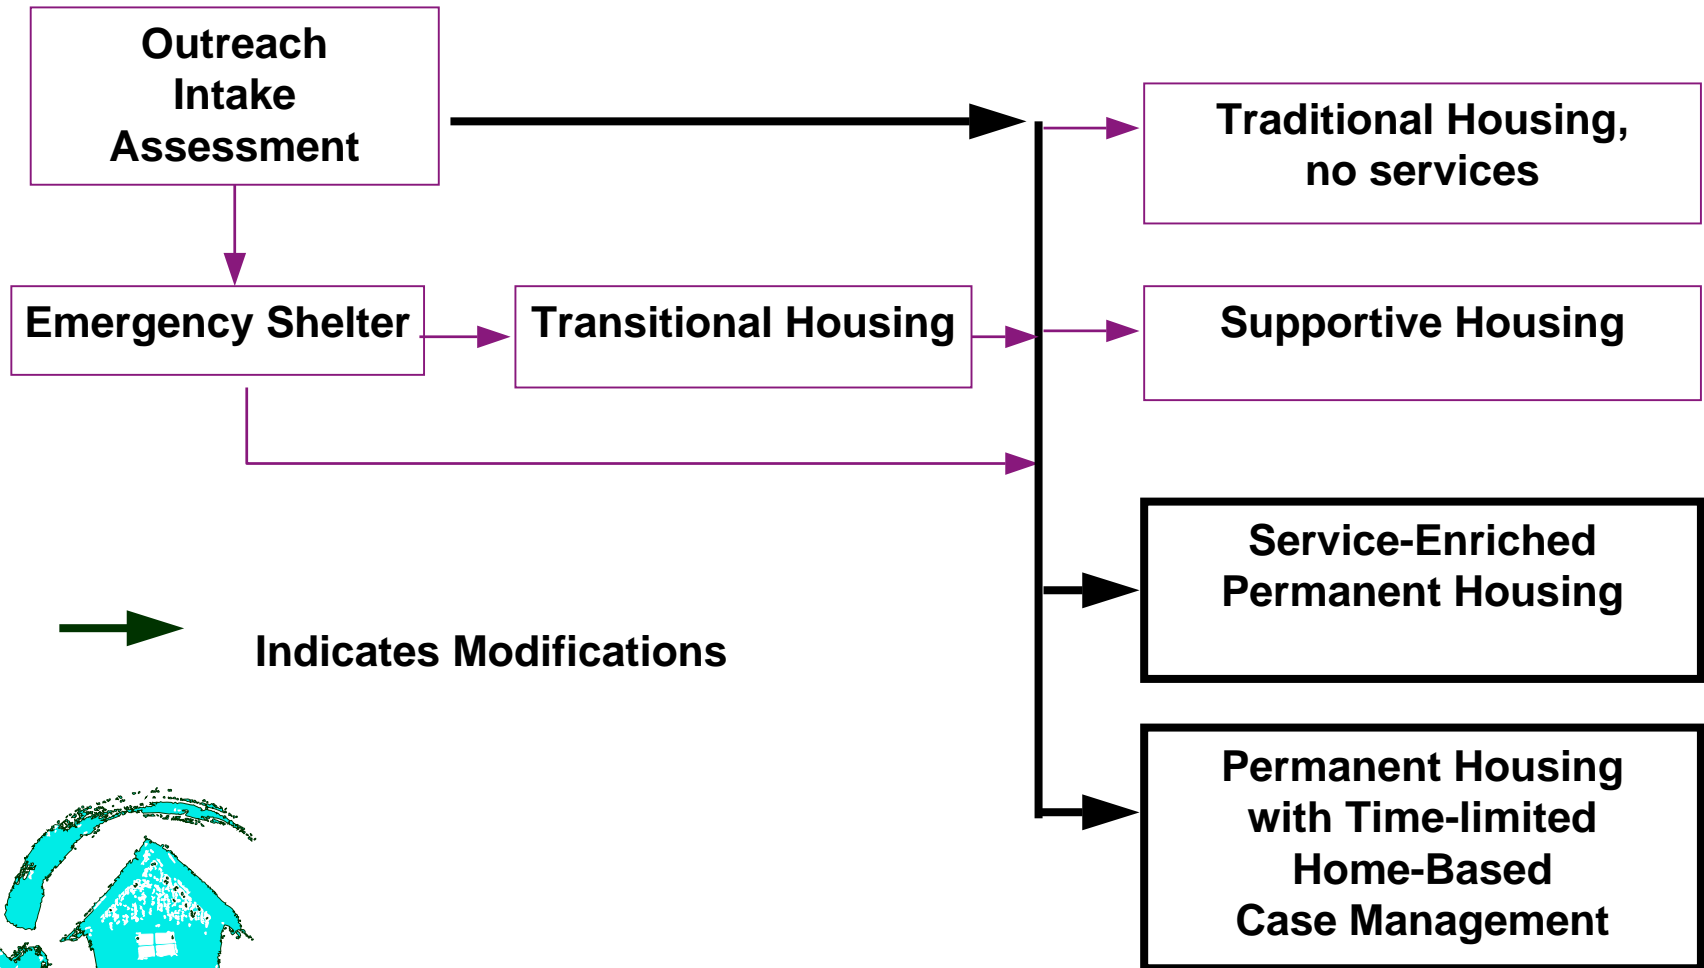 Outreach
Intake
Assessment
Traditional Housing,
no services
Emergency Shelter
Transitional Housing
Supportive Housing
Service-Enriched
Permanent Housing
Indicates Modifications
Permanent Housing
with Time-limited
Home-Based
Case Management